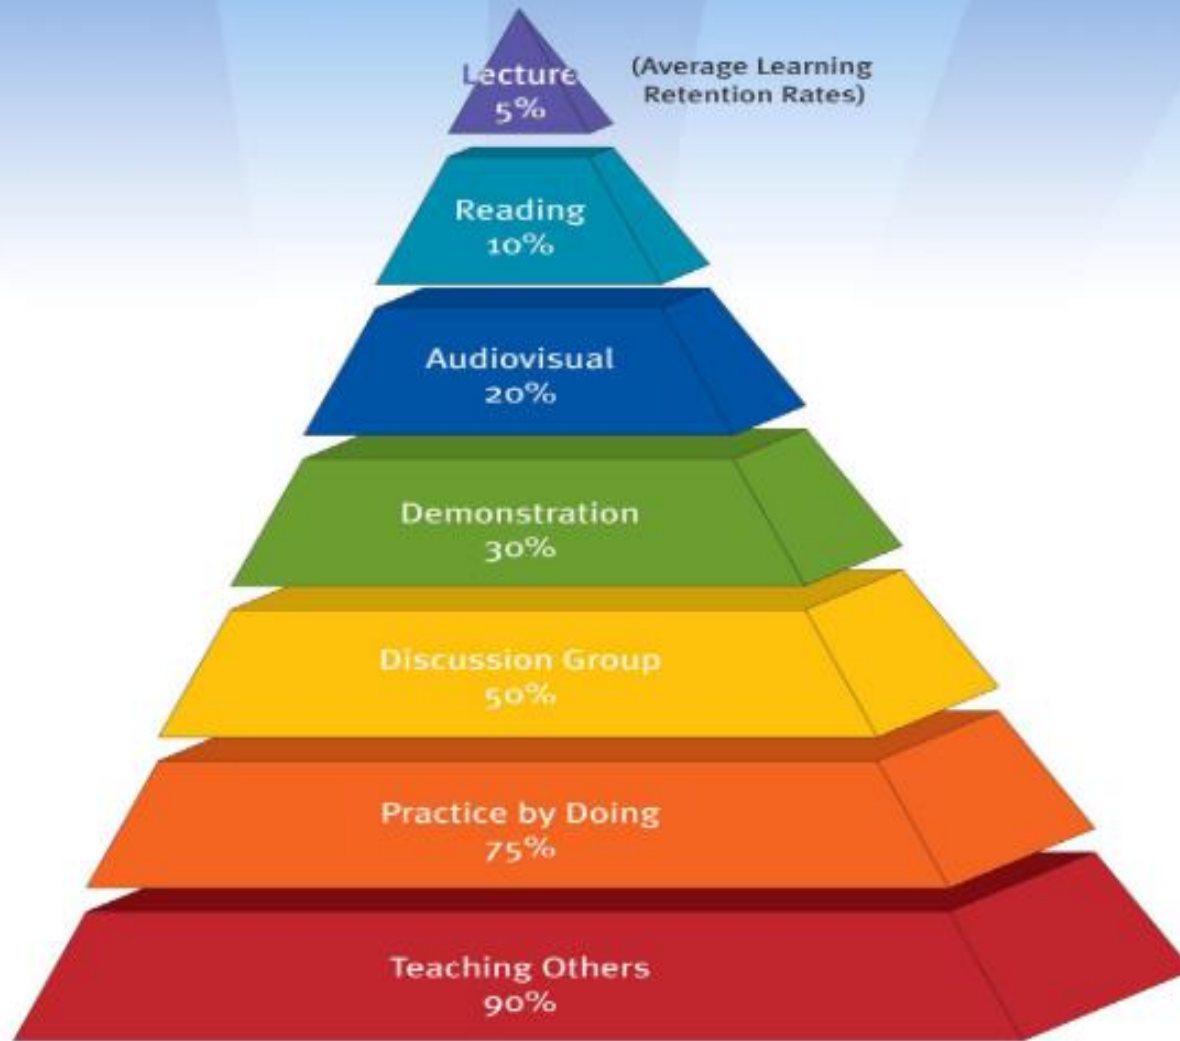 Lecture
5%
(Average Learning
Retention Rates)
Reading
10%
Audiovisual
20%
Demonstration
30%
Discussion Group
50%
Practice by Doing
75%
Teaching Others
90%